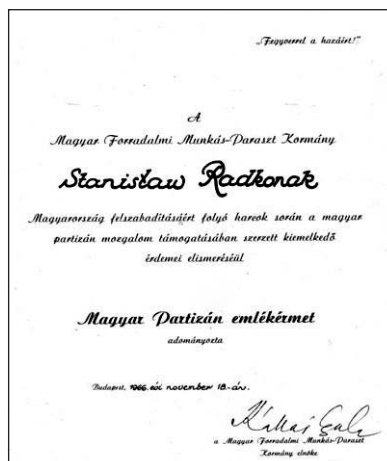 „Fegyverrel a hazáért!"
A
Magyar Forradalmi Munkás-Paraszt Kormány
Stanisław Radkonak
Magyarország felszabadításáért folyó harcok során a magyar
partizán mozgalom támogatásában szerzett kiemelkedő
érdemei elismeréséül
Magyar Partizán emlékérmet
adományozta
Budapest, 1966. évi november 18.-án.
Kállai Gyula
a Magyar Forradalmi Munkás-Paraszt
Kormány elnöke